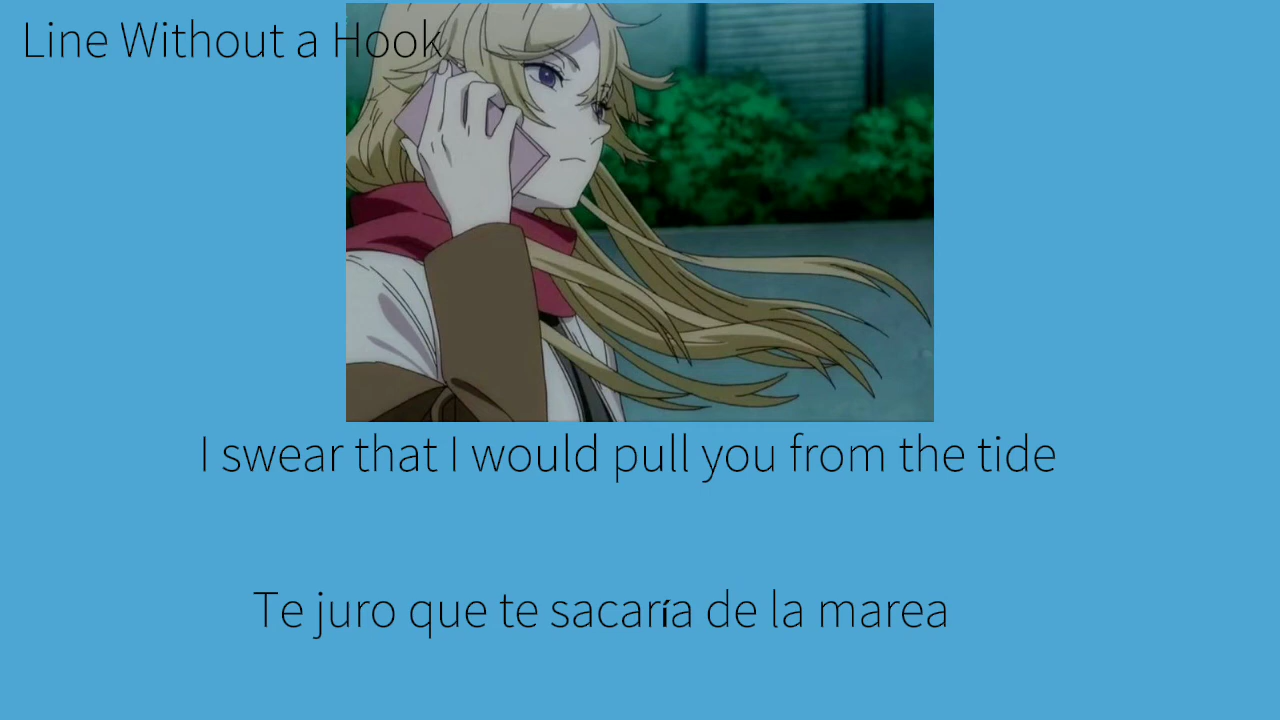 Line Without a Hook
I swear that I would pull you from the tide
Te juro que te sacaría de la marea